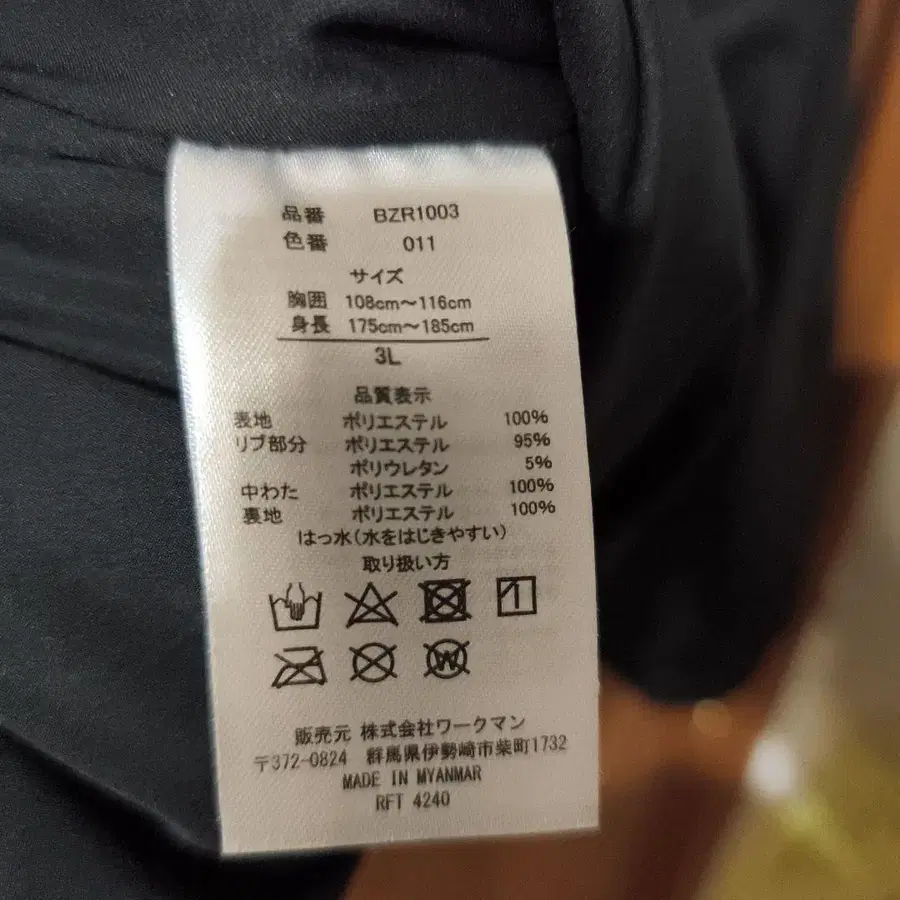 品番 BZR1003
色番 011
サイズ
胸囲 108cm～116cm
身長 175cm～185cm
3L
品質表示
表地 ポリエステル 100%
リブ部分 ポリエステル 95%
ポリウレタン 5%
中わた ポリエステル 100%
裏地 ポリエステル 100%
はっ水(水をはじきやすい)
取り扱い方
W
販売元 株式会社ワークマン
〒372-0824 群馬県伊勢崎市柴町1732
MADE IN MYANMAR
RFT 4240